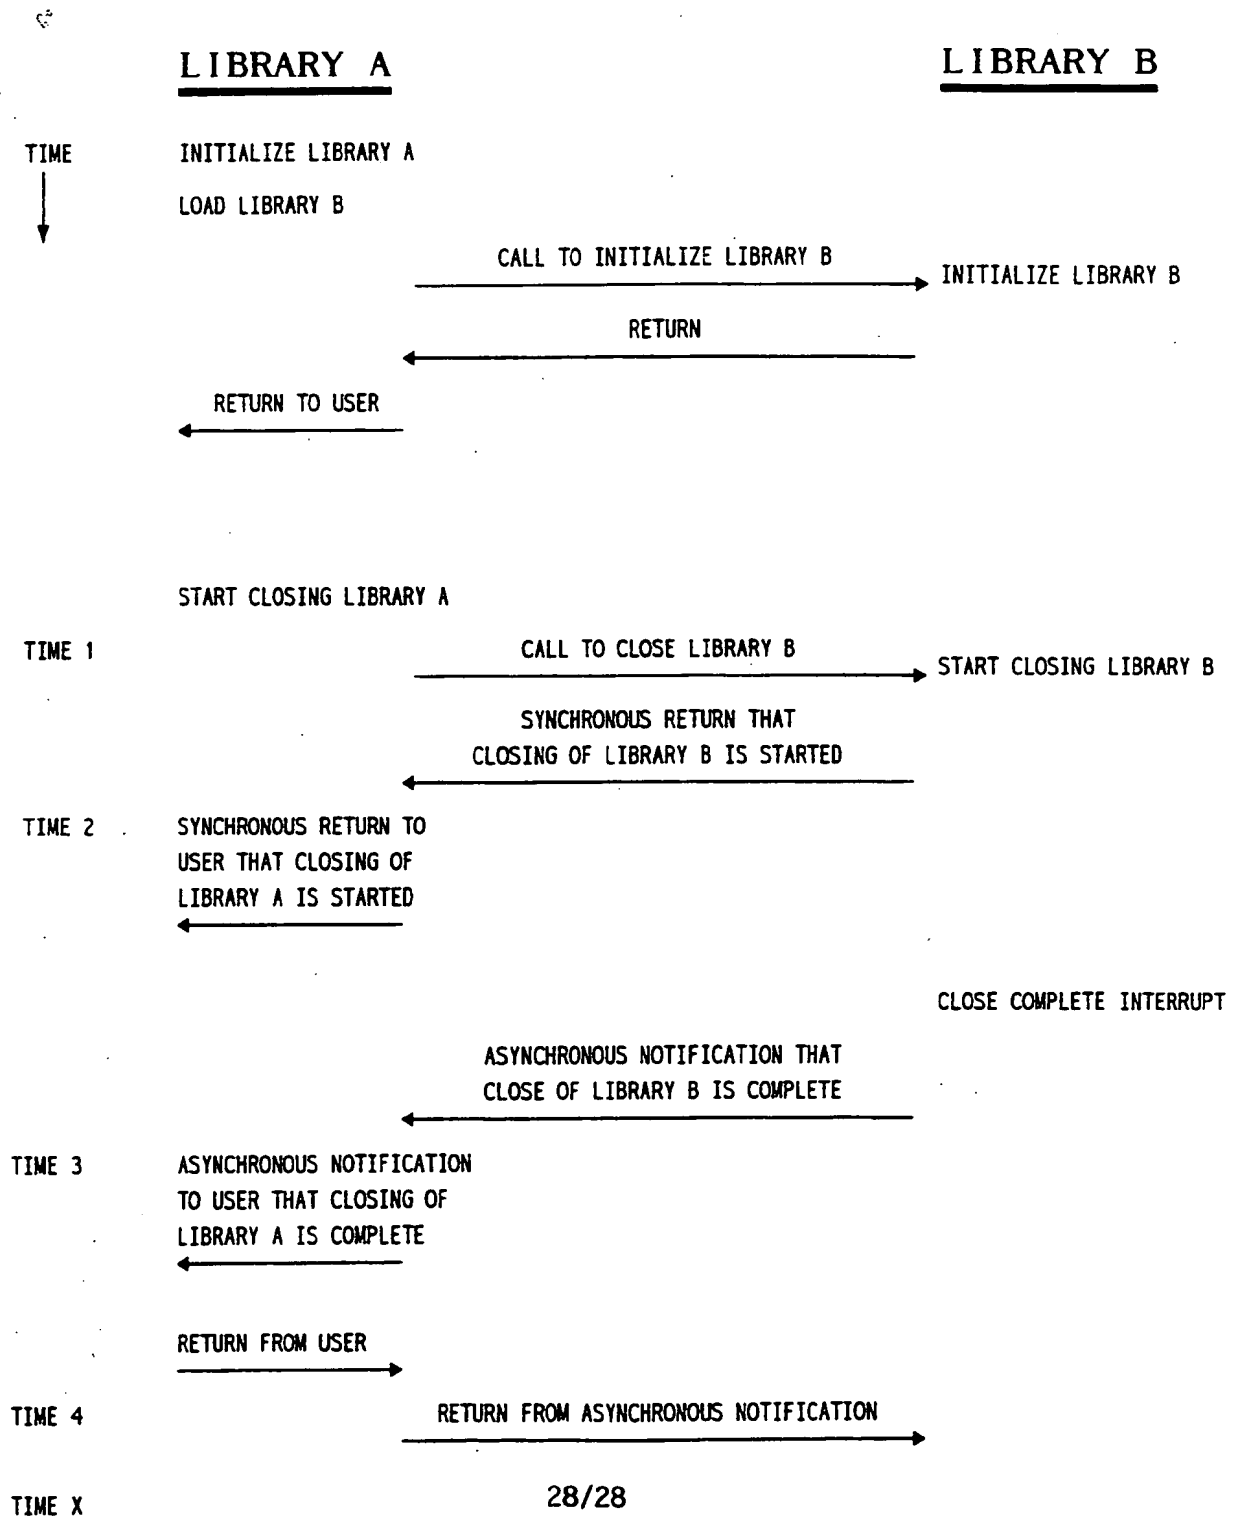 LIBRARY A
LIBRARY B
TIME
INITIALIZE LIBRARY A
LOAD LIBRARY B
CALL TO INITIALIZE LIBRARY B
INITIALIZE LIBRARY B
RETURN
RETURN TO USER
START CLOSING LIBRARY A
TIME 1
CALL TO CLOSE LIBRARY B
START CLOSING LIBRARY B
SYNCHRONOUS RETURN THAT
CLOSING OF LIBRARY B IS STARTED
TIME 2
SYNCHRONOUS RETURN TO
USER THAT CLOSING OF
LIBRARY A IS STARTED
CLOSE COMPLETE INTERRUPT
ASYNCHRONOUS NOTIFICATION THAT
CLOSE OF LIBRARY B IS COMPLETE
TIME 3
ASYNCHRONOUS NOTIFICATION
TO USER THAT CLOSING OF
LIBRARY A IS COMPLETE
RETURN FROM USER
TIME 4
RETURN FROM ASYNCHRONOUS NOTIFICATION
TIME X
28/28